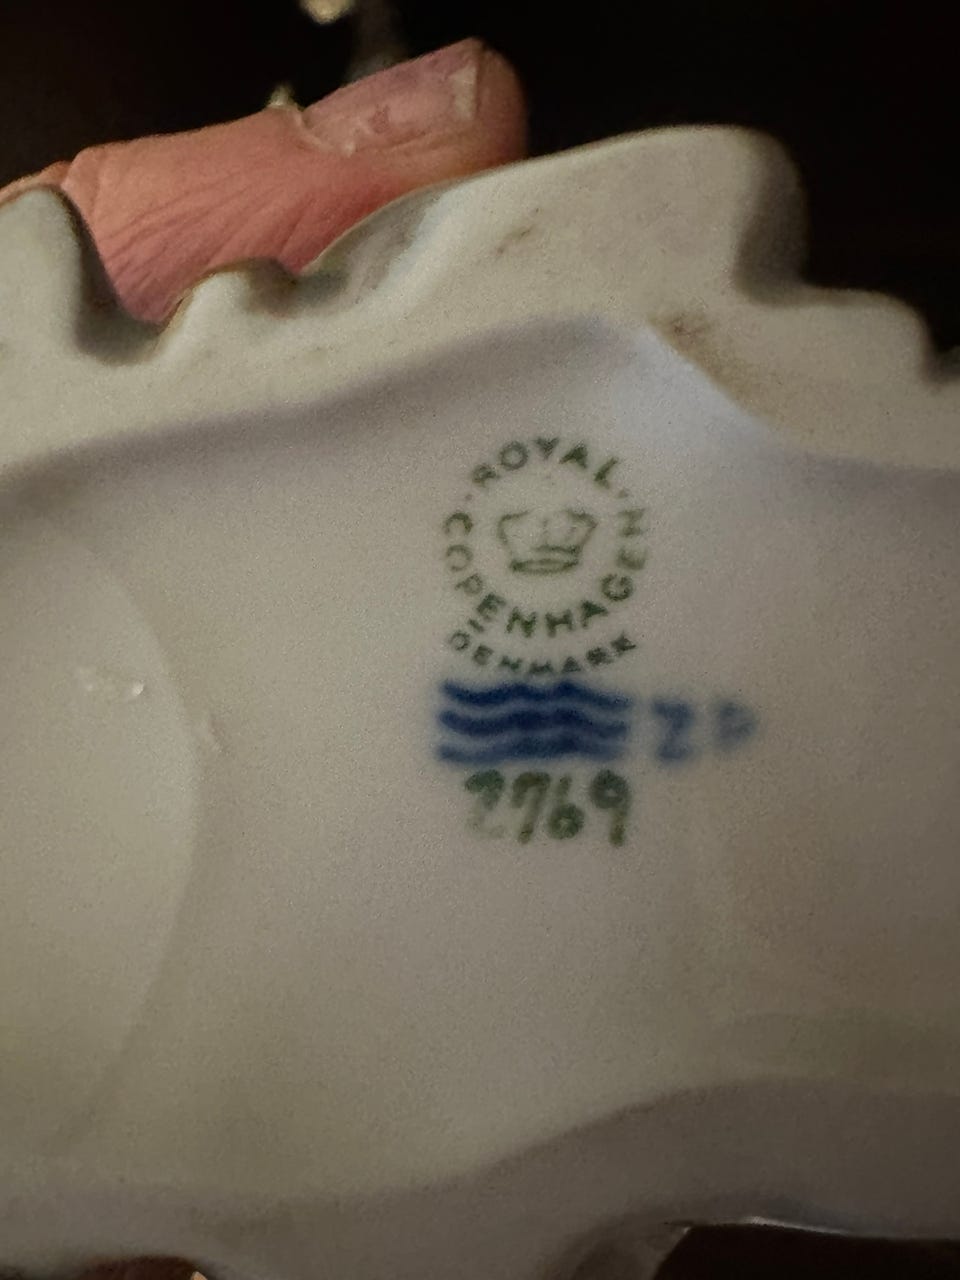 ROYAL
COPENHAGEN
DENMARK
2769